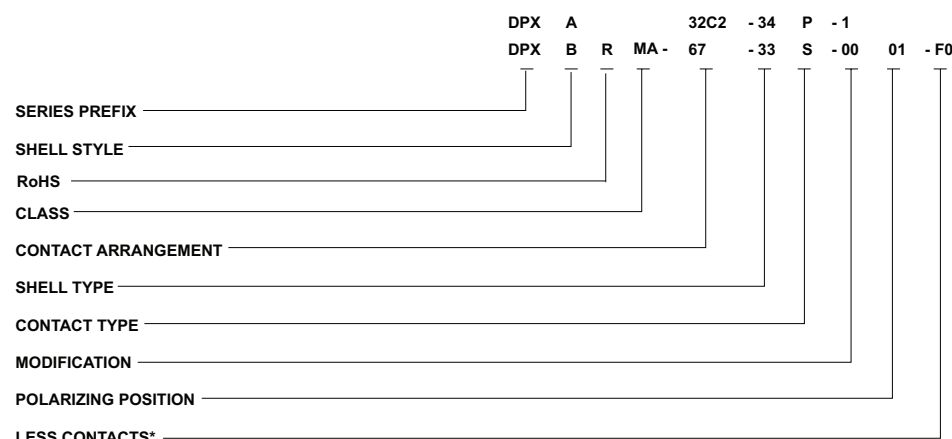 DPX A 32C2 - 34 P - 1
DPX B R MA - 67 - 33 S - 00 01 - F0
SERIES PREFIX
SHELL STYLE
RoHS
CLASS
CONTACT ARRANGEMENT
SHELL TYPE
CONTACT TYPE
MODIFICATION
POLARIZING POSITION
LESS CONTACTS*